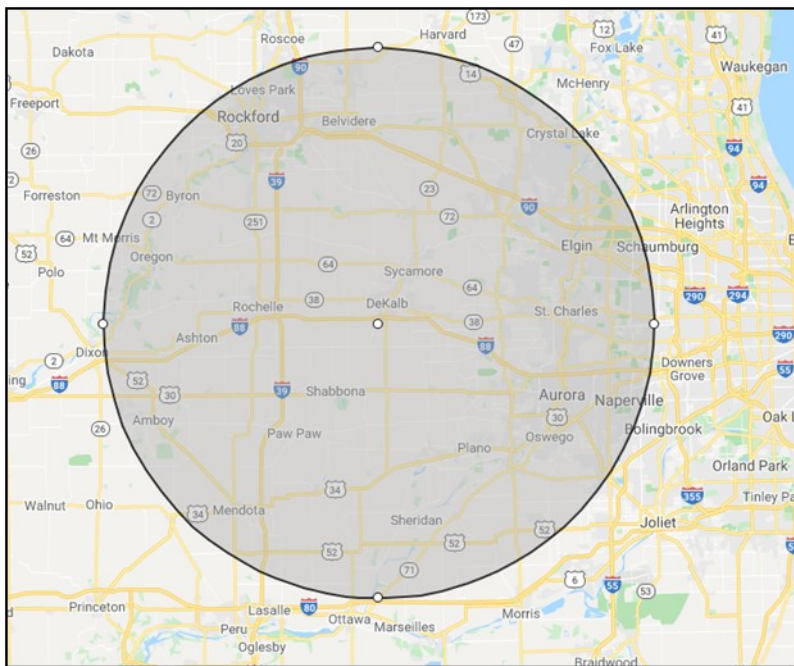 173
Roscoe
Harvard
12
41
Dakota
47
Fox Lake
Waukegan
90
14
Loves Park
McHenry
Freeport
41
Rockford
Belvidere
Crystal Lake
20
26
94
39
94
23
Forreston
72
Byron
90
2
251
72
Arlington
Heights
64
Mt Morris
Elgin
Schaumburg
52
Oregon
64
Polo
Sycamore
64
290
294
Rochelle
38
DeKalb
St. Charles
88
38
290
Ashton
2
Dixon
88
Downers
Grove
55
ing
88
52
39
30
Shabbona
Aurora
Naperville
Amboy
30
Oak L
26
Paw Paw
Oswego
Bolingbrook
Plano
Orland Park
34
355
Tinley P
Walnut
Ohio
34
Mendota
Sheridan
Joliet
52
52
52
71
6
55
53
Princeton
Lasalle
80
Morris
Peru
Ottawa
Marseilles
Oglesby
Braidwood